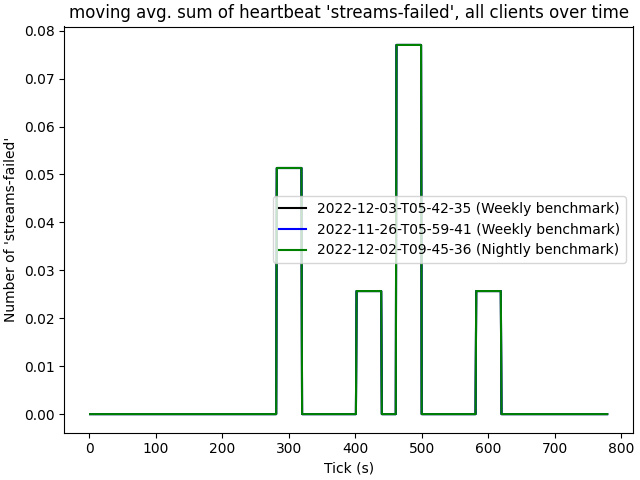 moving avg. sum of heartbeat 'streams-failed', all clients over time
Number of 'streams-failed'
0.08
0.07
0.06
0.05
0.04
0.03
0.02
0.01
0.00
2022-12-03-T05-42-35 (Weekly benchmark)
2022-11-26-T05-59-41 (Weekly benchmark)
2022-12-02-T09-45-36 (Nightly benchmark)
0 100 200 300 400 500 600 700 800
Tick (s)